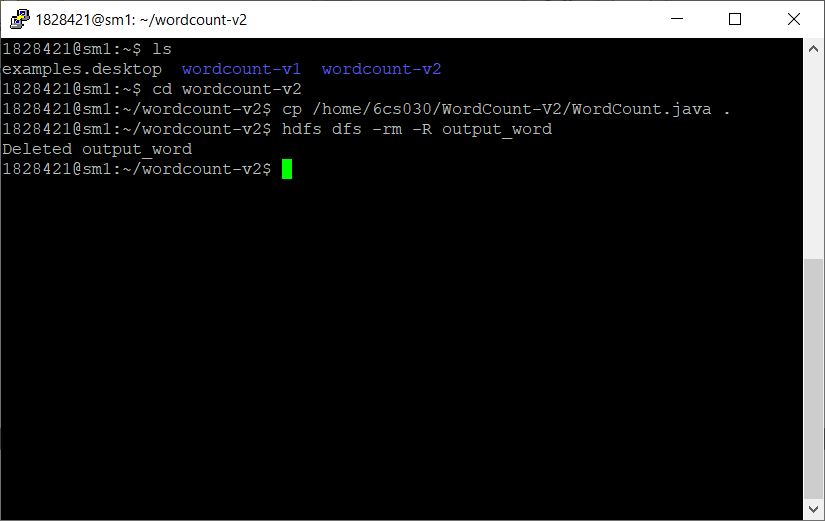 1828421@sm1: ~/wordcount-v2
1828421@sm1:~$ ls
examples.desktop  wordcount-v1  wordcount-v2
1828421@sm1:~$ cd wordcount-v2
1828421@sm1:~/wordcount-v2$ cp /home/6cs030/WordCount-V2/WordCount.java .
1828421@sm1:~/wordcount-v2$ hdfs dfs -rm -R output_word
Deleted output_word
1828421@sm1:~/wordcount-v2$